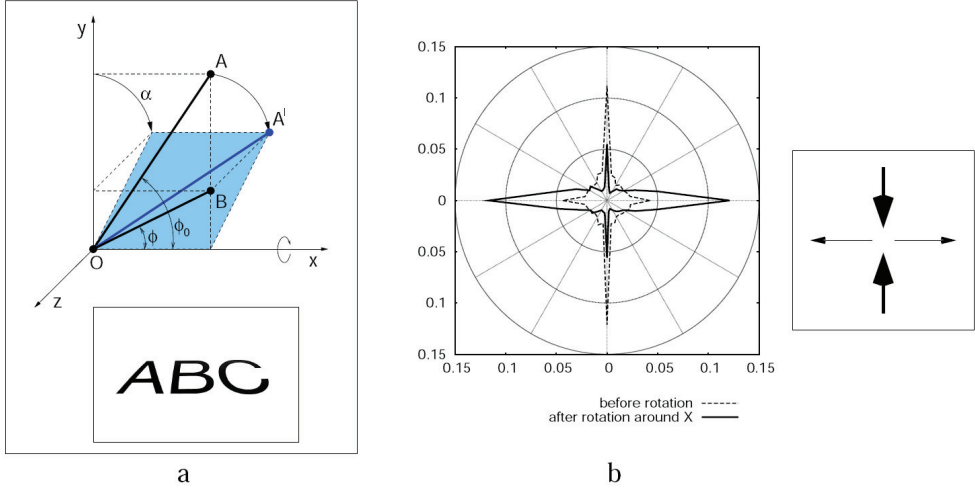 y
A
α
A'
B
ϕ₀
ϕ
O
x
z
ABC
a
0.15
0.1
0.05
0
0.05
0.1
0.15
0.15 0.1 0.05 0 0.05 0.1 0.15
before rotation
after rotation around X
b